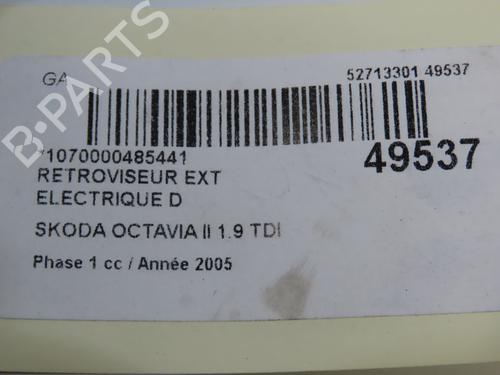 GA
52713301 49537
*1070000485441
49537
RETROVISEUR EXT
ELECTRIQUE D
SKODA OCTAVIA II 1.9 TDI
Phase 1 cc / Année 2005
B-PARTS